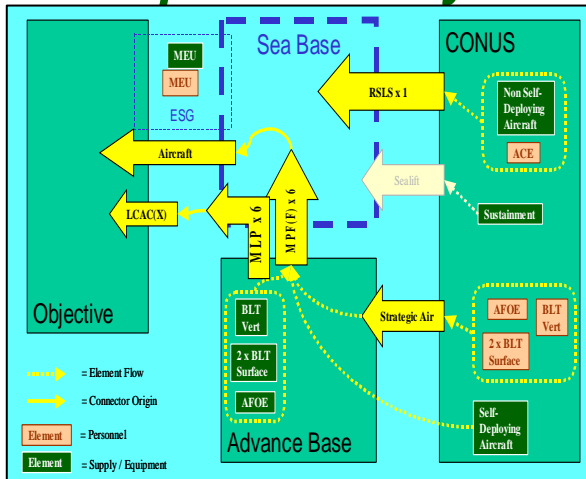 Sea Base
CONUS
MEU
MEU
ESG
RSLS x 1
Non Self-
Deploying
Aircraft
ACE
Aircraft
Sealift
Sustainment
LCAC(X)
MLP x 6
MPF(F) x 6
Objective
BLT
Vert
2 x BLT
Surface
AFOE
Advance Base
Strategic Air
AFOE
BLT
Vert
2 x BLT
Surface
Self-
Deploying
Aircraft
= Element Flow
= Connector Origin
Element
= Personnel
Element
= Supply / Equipment